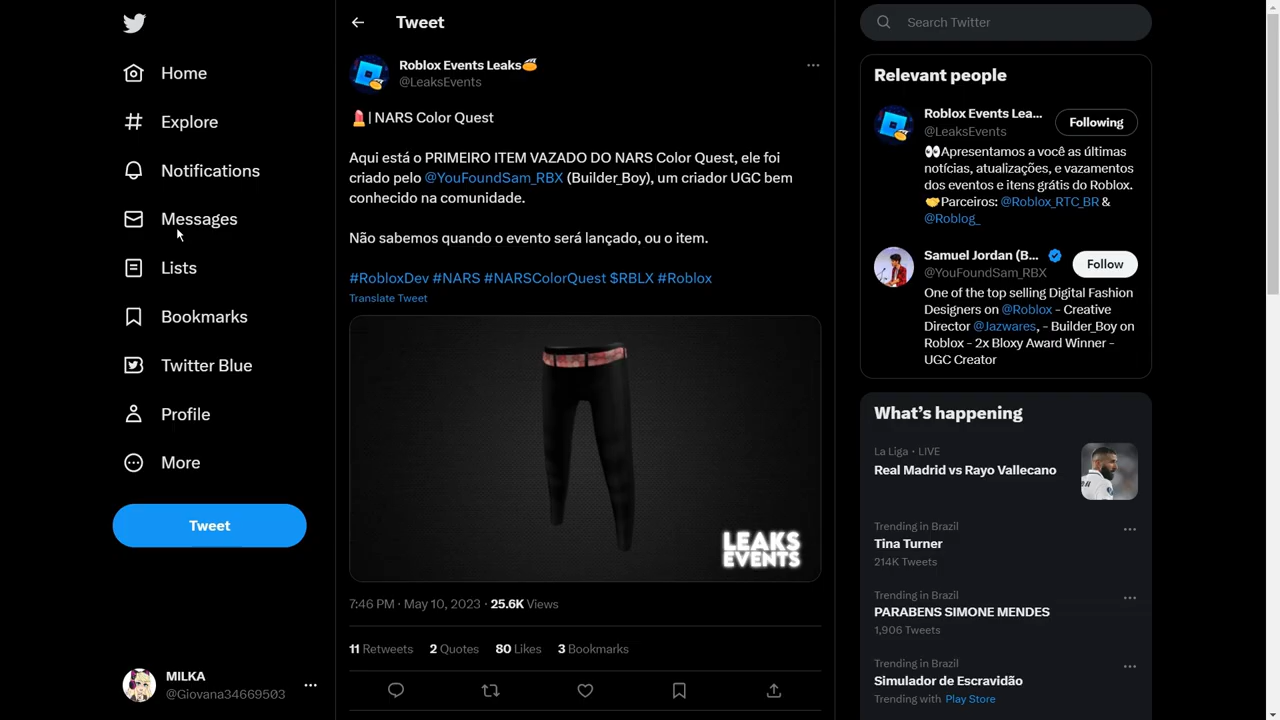 Home
Explore
Notifications
Messages
Lists
Bookmarks
Twitter Blue
Profile
More
Tweet
MILKA
@Giovana34669503
Tweet
Roblox Events Leaks
@LeaksEvents
| NARS Color Quest
Aqui está o PRIMEIRO ITEM VAZADO DO NARS Color Quest, ele foi
criado pelo @YouFoundSam_RBX (Builder_Boy), um criador UGC bem
conhecido na comunidade.
Não sabemos quando o evento será lançado, ou o item.
#RobloxDev #NARS #NARSColorQuest $RBLX #Roblox
Translate Tweet
LEAKS
EVENTS
7:46 PM · May 10, 2023 · 25.6K Views
11 Retweets 2 Quotes 80 Likes 3 Bookmarks
Search Twitter
Relevant people
Roblox Events Lea...
@LeaksEvents
Following
👀Apresentamos a você as últimas
notícias, atualizações, e vazamentos
dos eventos e itens grátis do Roblox.
🤝Parceiros: @Roblox_RTC_BR &
@Roblog_
Samuel Jordan (B...
@YouFoundSam_RBX
Follow
One of the top selling Digital Fashion
Designers on @Roblox - Creative
Director @Jazwares, - Builder_Boy on
Roblox - 2x Bloxy Award Winner -
UGC Creator
What's happening
La Liga · LIVE
Real Madrid vs Rayo Vallecano
Trending in Brazil
Tina Turner
214K Tweets
Trending in Brazil
PARABENS SIMONE MENDES
1,906 Tweets
Trending in Brazil
Simulador de Escravidão
Trending with Play Store